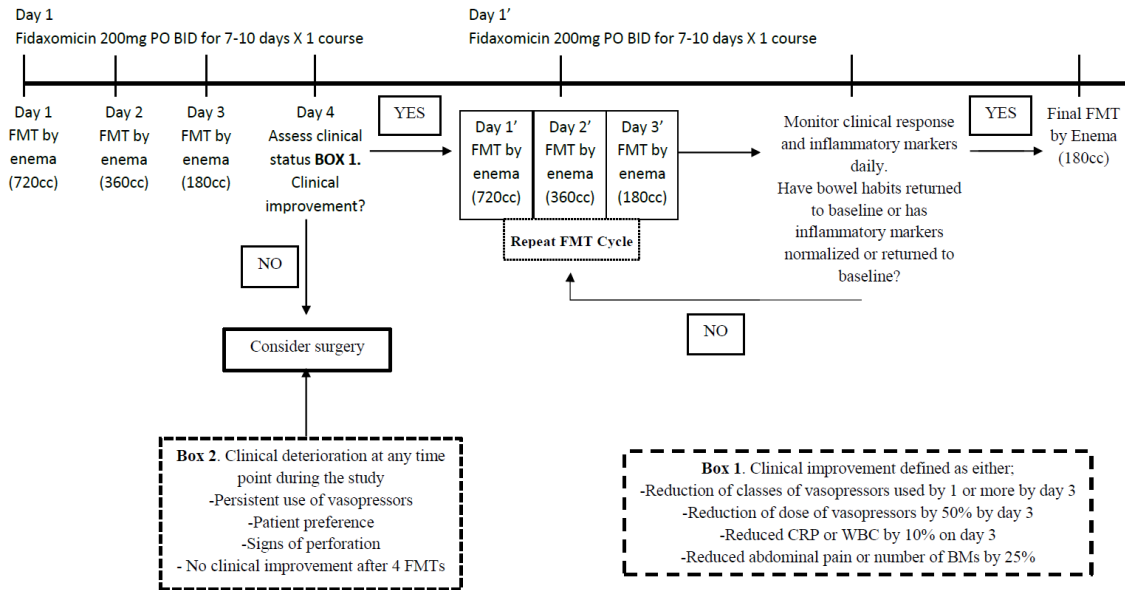 Day 1
Fidaxomicin 200mg PO BID for 7-10 days X 1 course
Day 1’
Fidaxomicin 200mg PO BID for 7-10 days X 1 course
Day 1
FMT by
enema
(720cc)
Day 2
FMT by
enema
(360cc)
Day 3
FMT by
enema
(180cc)
Day 4
Assess clinical
status BOX 1.
Clinical
improvement?
YES
Day 1’
FMT by
enema
(720cc)
Day 2’
FMT by
enema
(360cc)
Day 3’
FMT by
enema
(180cc)
Repeat FMT Cycle
Monitor clinical response
and inflammatory markers
daily.
Have bowel habits returned
to baseline or has
inflammatory markers
normalized or returned to
baseline?
YES
Final FMT
by Enema
(180cc)
NO
NO
Consider surgery
Box 2. Clinical deterioration at any time
point during the study
-Persistent use of vasopressors
-Patient preference
-Signs of perforation
- No clinical improvement after 4 FMTs
Box 1. Clinical improvement defined as either;
-Reduction of classes of vasopressors used by 1 or more by day 3
-Reduction of dose of vasopressors by 50% by day 3
-Reduced CRP or WBC by 10% on day 3
-Reduced abdominal pain or number of BMs by 25%